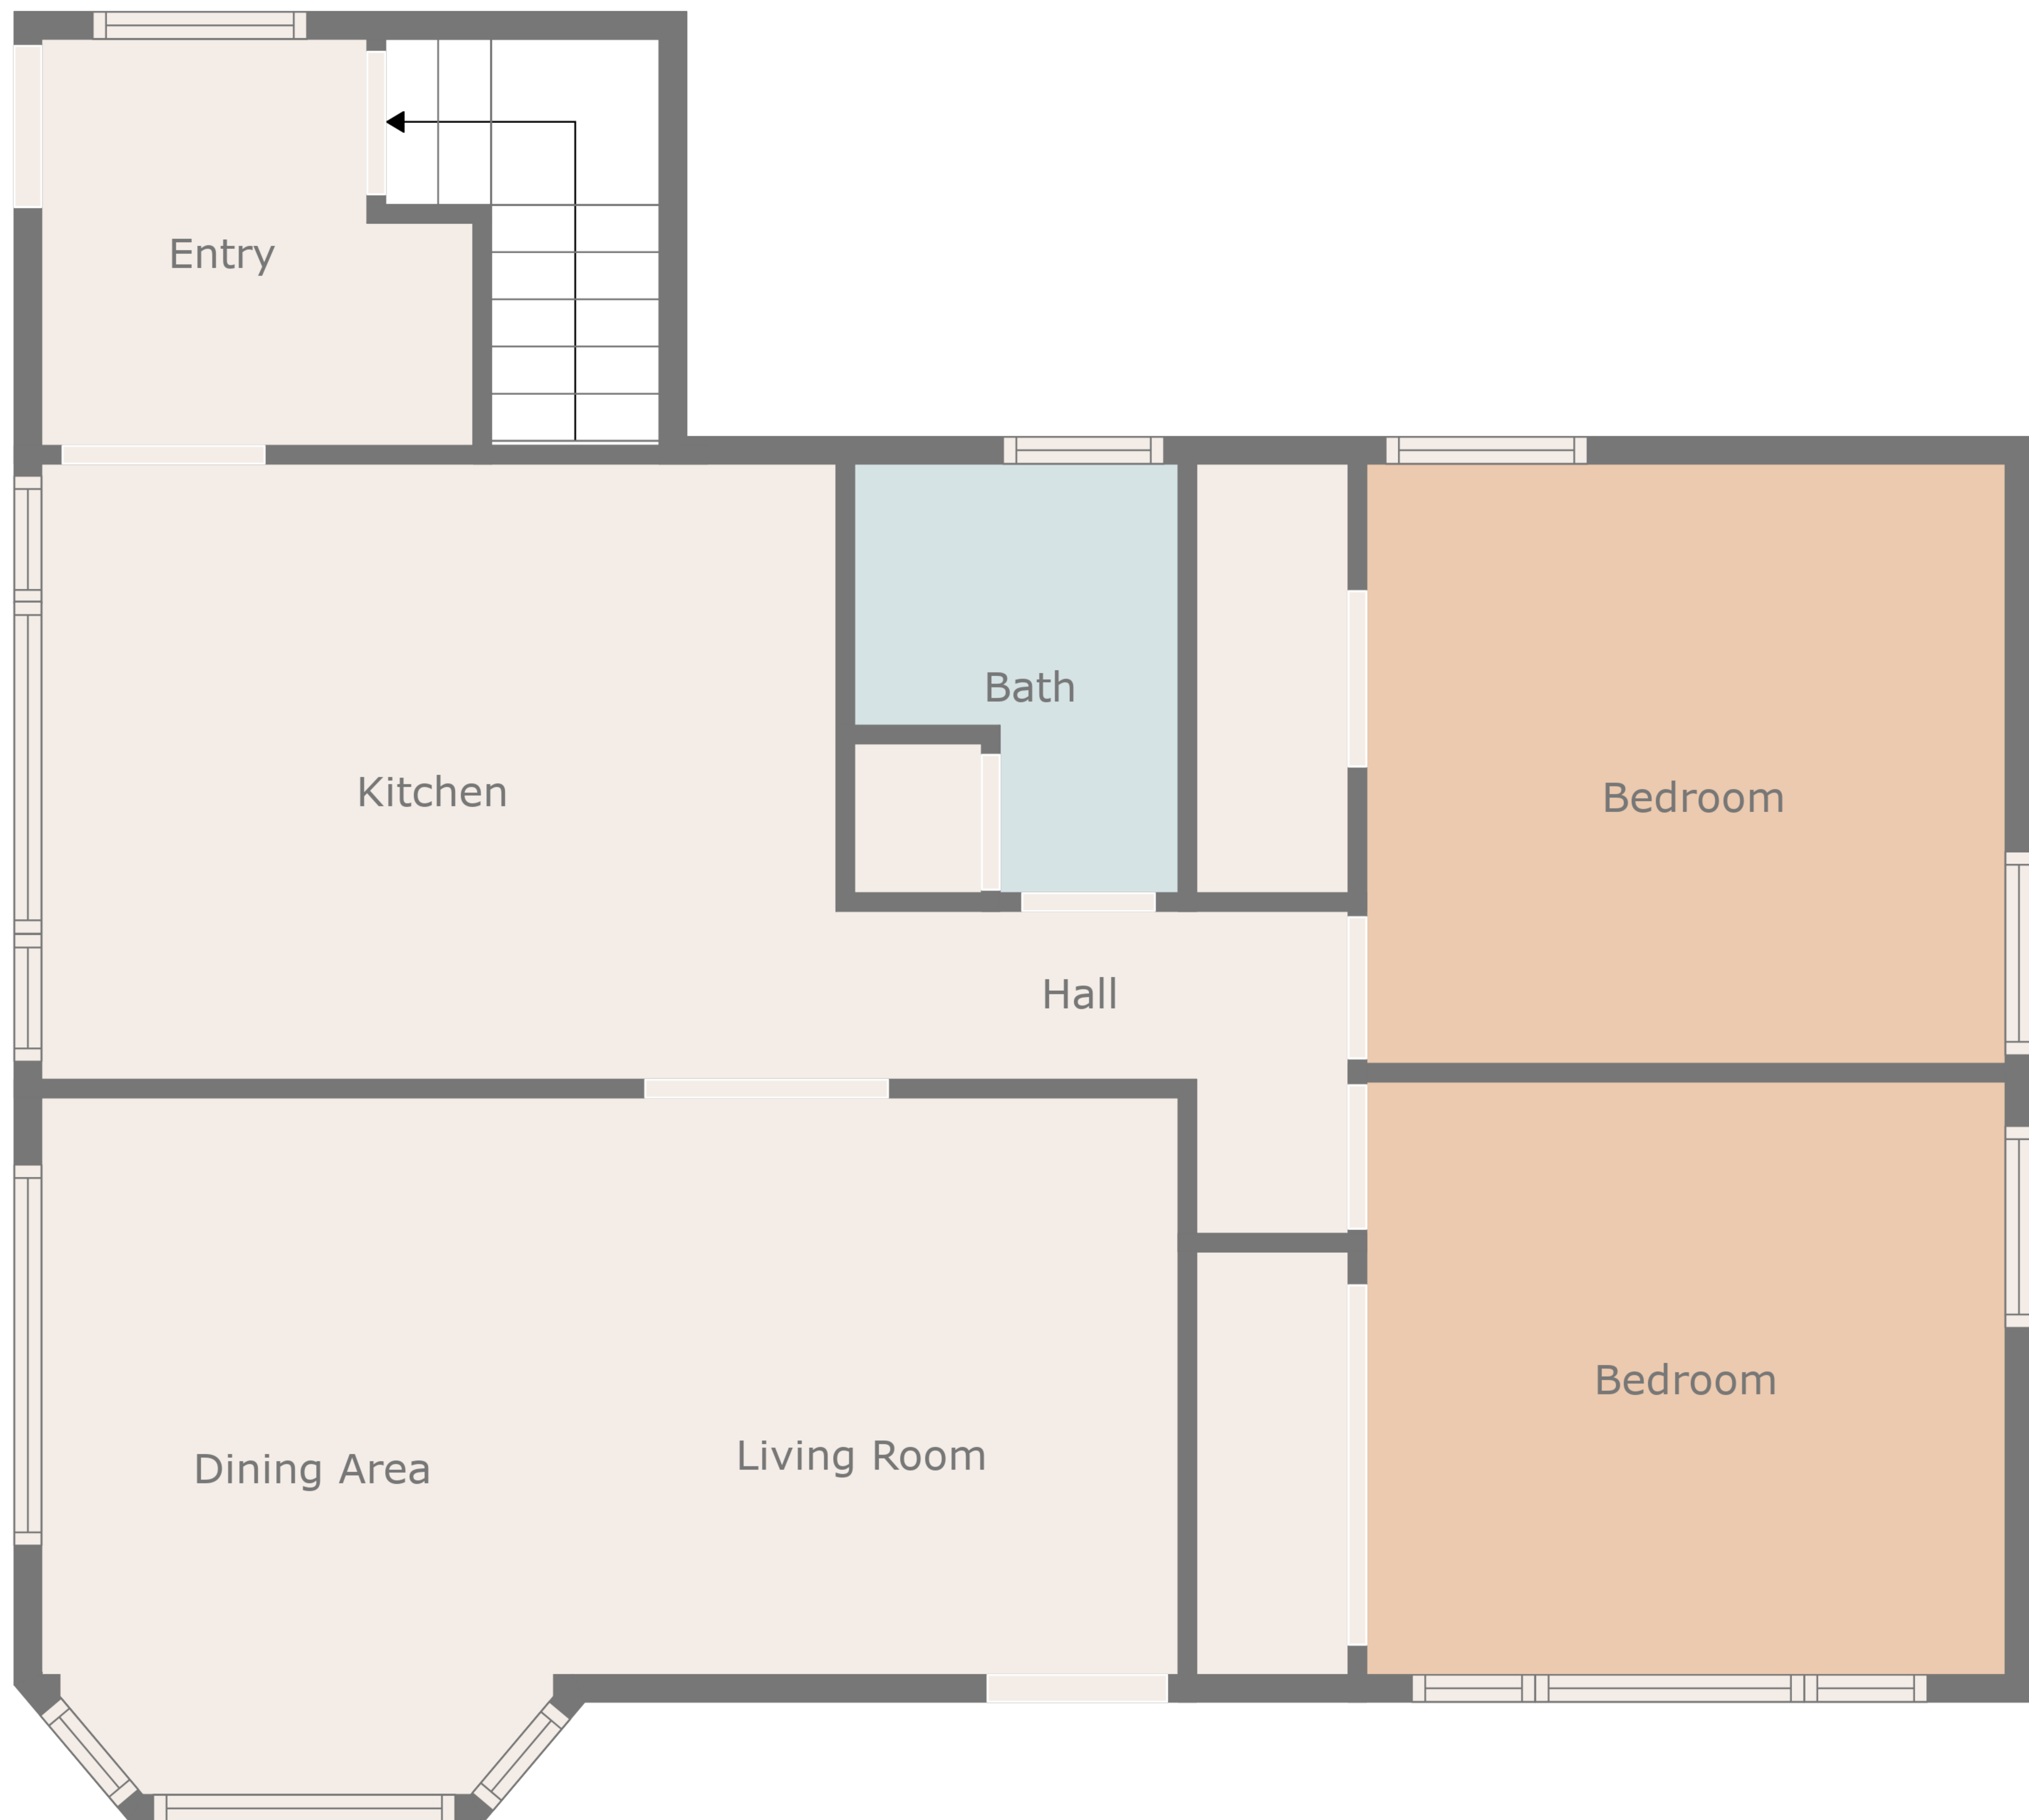 Entry
Bath
Kitchen
Bedroom
Hall
Bedroom
Living Room
Dining Area